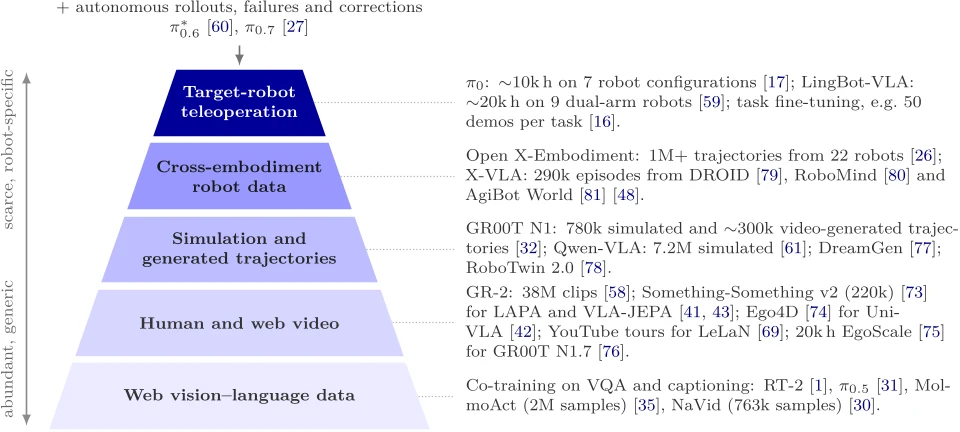 + autonomous rollouts, failures and corrections
π*0.6 [60], π0.7 [27]
scarce, robot-specific
abundant, generic
Target-robot
teleoperation
π0: ∼10k h on 7 robot configurations [17]; LingBot-VLA:
∼20k h on 9 dual-arm robots [59]; task fine-tuning, e.g. 50
demos per task [16].
Cross-embodiment
robot data
Open X-Embodiment: 1M+ trajectories from 22 robots [26];
X-VLA: 290k episodes from DROID [79], RoboMind [80] and
AgiBot World [81] [48].
Simulation and
generated trajectories
GR00T N1: 780k simulated and ∼300k video-generated trajec-
tories [32]; Qwen-VLA: 7.2M simulated [61]; DreamGen [77];
RoboTwin 2.0 [78].
Human and web video
GR-2: 38M clips [58]; Something-Something v2 (220k) [73]
for LAPA and VLA-JEPA [41, 43]; Ego4D [74] for Uni-
VLA [42]; YouTube tours for LeLaN [69]; 20k h EgoScale [75]
for GR00T N1.7 [76].
Web vision–language data
Co-training on VQA and captioning: RT-2 [1], π0.5 [31], Mol-
moAct (2M samples) [35], NaVid (763k samples) [30].